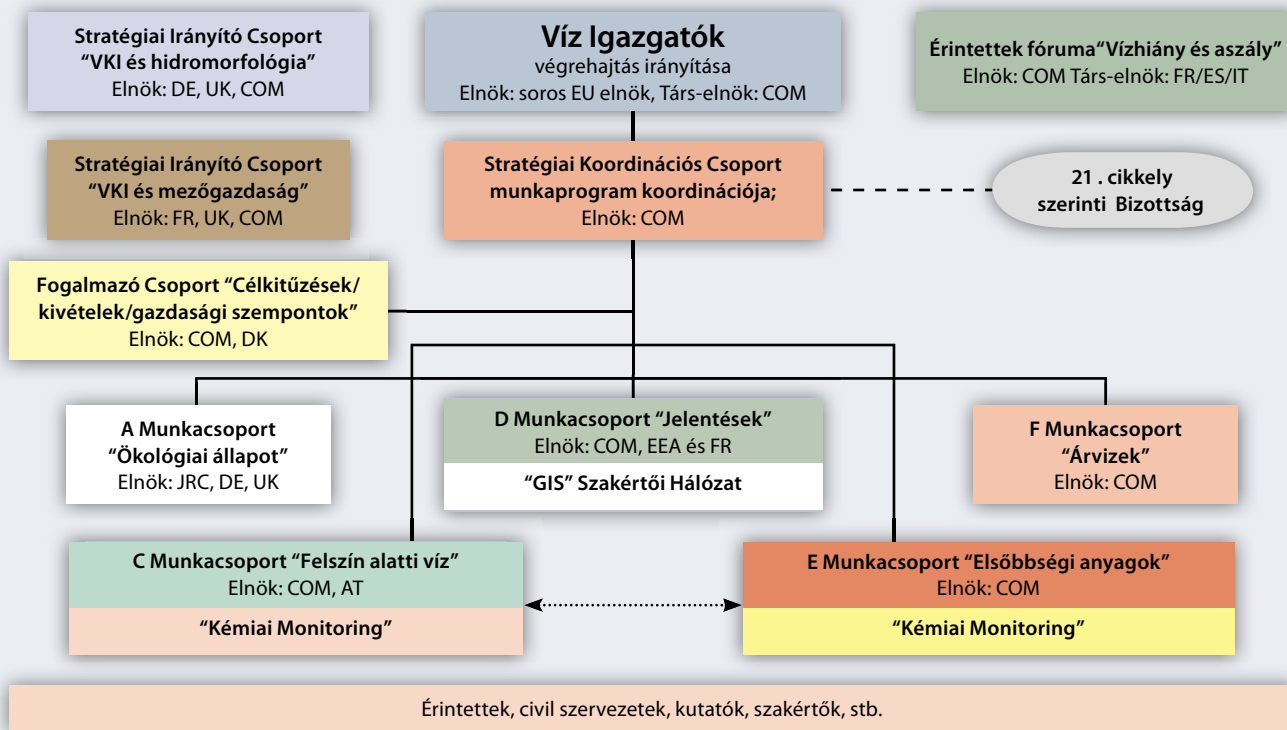 Stratégiai Irányító Csoport
“VKI és hidromorfológia”
Elnök: DE, UK, COM
Víz Igazgatók
végrehajtás irányítása
Elnök: soros EU elnök, Társ-elnök: COM
Érintettek fóruma“Vízhiány és aszály”
Elnök: COM Társ-elnök: FR/ES/IT
Stratégiai Irányító Csoport
“VKI és mezőgazdaság”
Elnök: FR, UK, COM
Stratégiai Koordinációs Csoport
munkaprogram koordinációja;
Elnök: COM
21 . cikkely
szerinti Bizottság
Fogalmazó Csoport “Célkitűzések/
kivételek/gazdasági szempontok”
Elnök: COM, DK
A Munkacsoport
“Ökológiai állapot”
Elnök: JRC, DE, UK
D Munkacsoport “Jelentések”
Elnök: COM, EEA és FR
“GIS” Szakértői Hálózat
F Munkacsoport
“Árvizek”
Elnök: COM
C Munkacsoport “Felszín alatti víz”
Elnök: COM, AT
“Kémiai Monitoring”
E Munkacsoport “Elsőbbségi anyagok”
Elnök: COM
“Kémiai Monitoring”
Érintettek, civil szervezetek, kutatók, szakértők, stb.